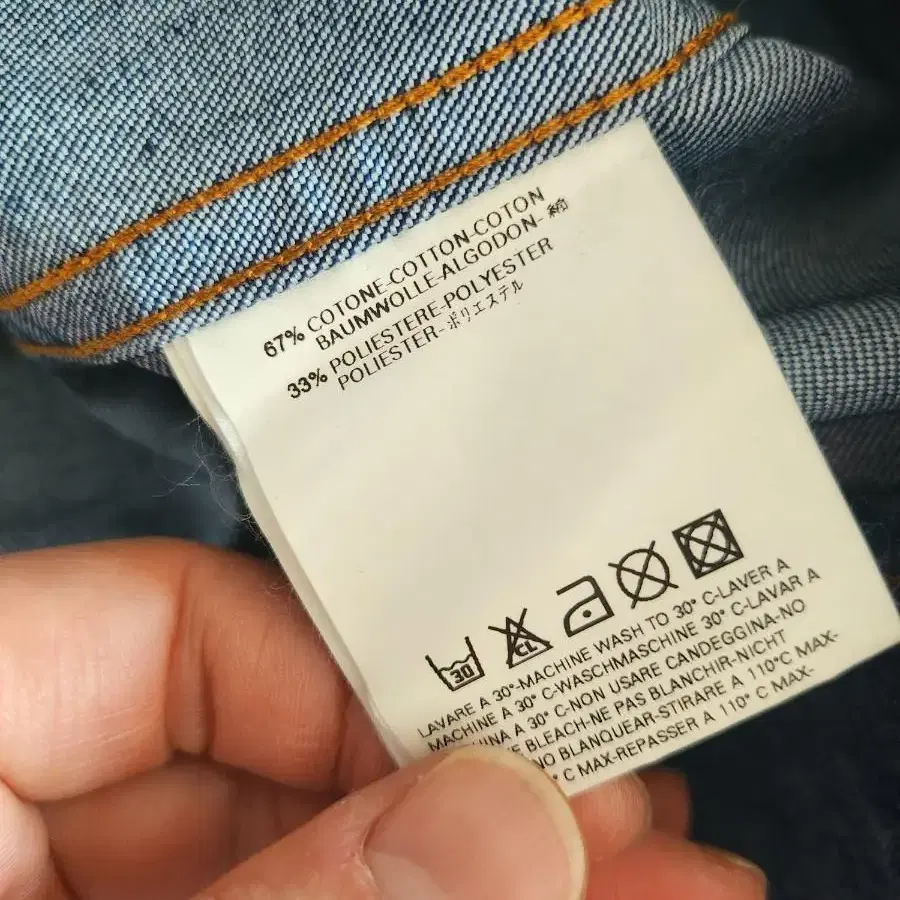 67% COTONE-COTTON-COTON
BAUMWOLLE-ALGODON-綿
33% POLIESTERE-POLYESTER
POLIESTER-ポリエステル
30
CL
LAVARE A 30°-MACHINE WASH TO 30° C-LAVER A
MACHINE A 30° C-WASCHMASCHINE 30° C-LAVAR A
A 30° C-NON USARE CANDEGGINA-NO
BLEACH-NE PAS BLANCHIR-NICHT
NO BLANQUEAR-STIRARE A 110°C MAX-
° C MAX-REPASSER A 110° C MAX-